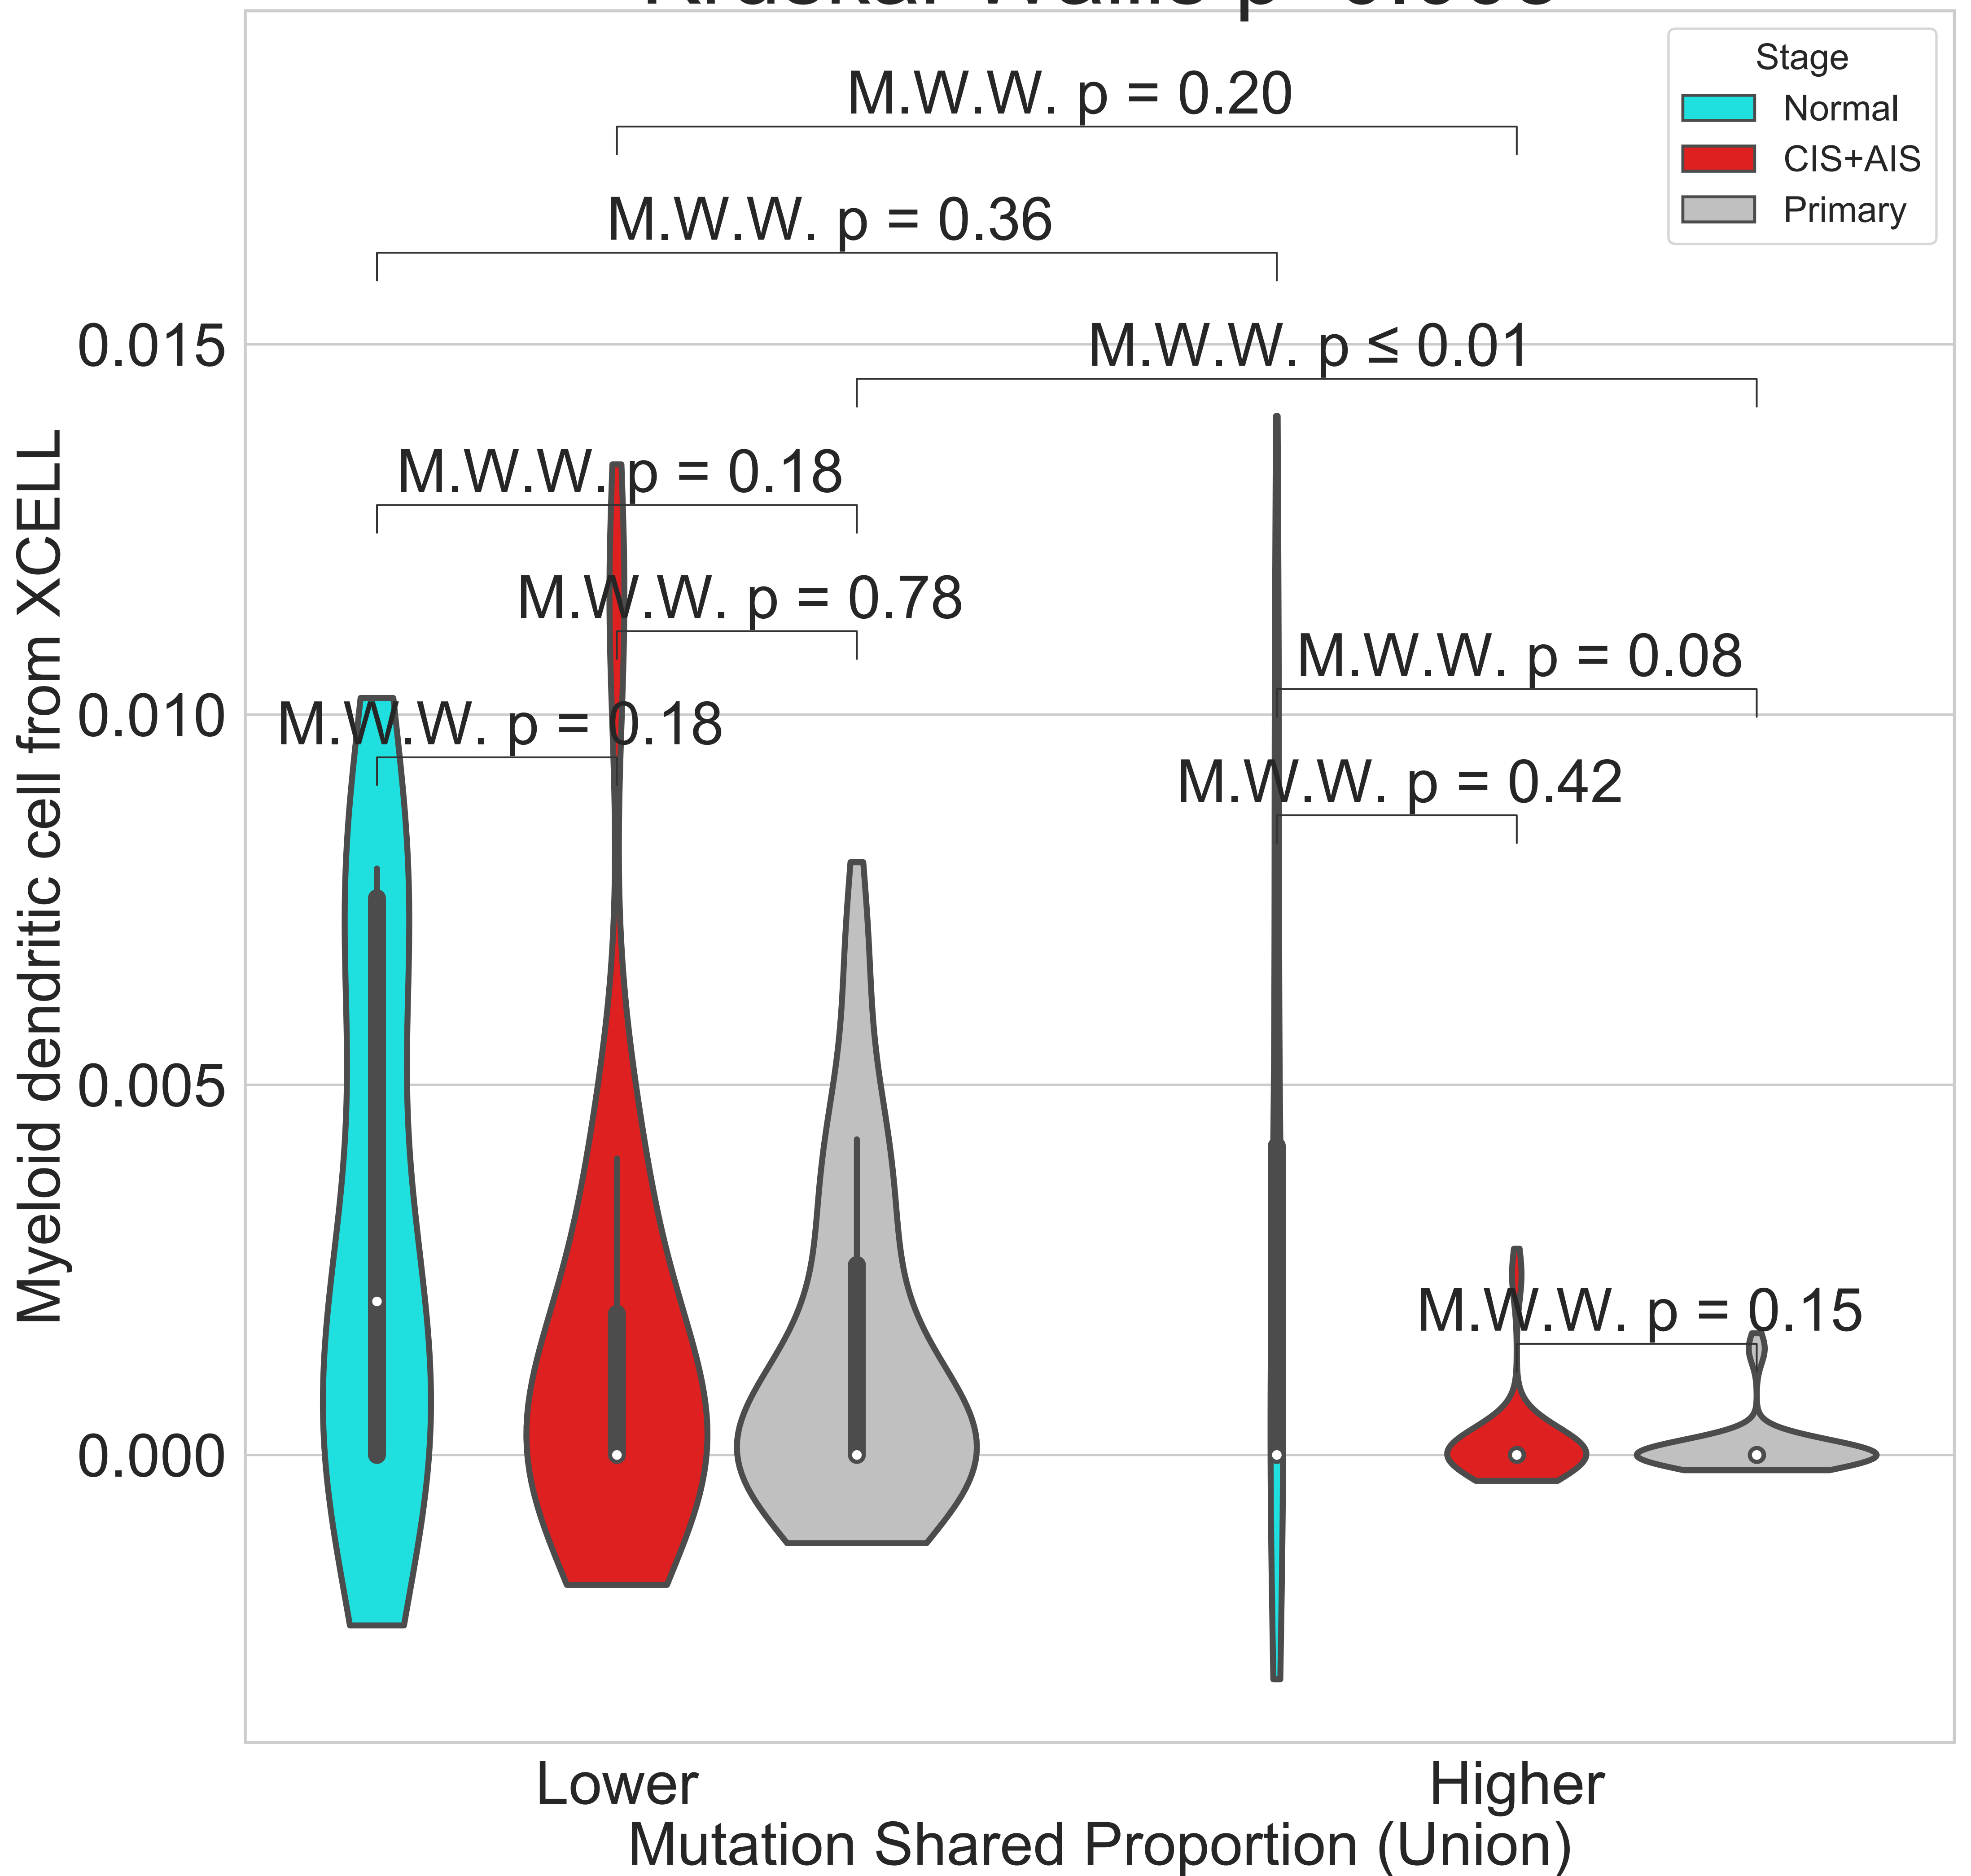 Stage
Normal
CIS+AIS
Primary
M.W.W. p = 0.20
M.W.W. p = 0.36
M.W.W. p ≤ 0.01
M.W.W. p = 0.18
M.W.W. p = 0.78
M.W.W. p = 0.08
M.W.W. p = 0.18
M.W.W. p = 0.42
M.W.W. p = 0.15
0.015
0.010
0.005
0.000
Myeloid dendritic cell from XCELL
Lower
Higher
Mutation Shared Proportion (Union)